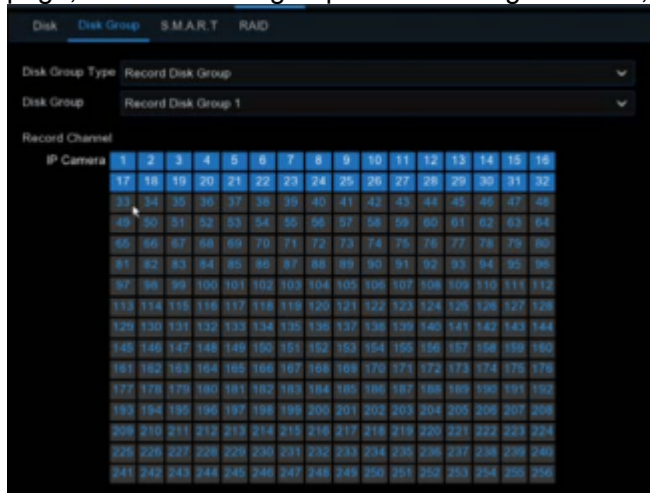 Disk Disk Group S.M.A.R.T RAID
Disk Group Type Record Disk Group
Disk Group Record Disk Group 1
Record Channel
IP Camera 1 2 3 4 5 6 7 8 9 10 11 12 13 14 15 16
17 18 19 20 21 22 23 24 25 26 27 28 29 30 31 32
33 34 35 36 37 38 39 40 41 42 43 44 45 46 47 48
49 50 51 52 53 54 55 56 57 58 59 60 61 62 63 64
65 66 67 68 69 70 71 72 73 74 75 76 77 78 79 80
81 82 83 84 85 86 87 88 89 90 91 92 93 94 95 96
97 98 99 100 101 102 103 104 105 106 107 108 109 110 111 112
113 114 115 116 117 118 119 120 121 122 123 124 125 126 127 128
129 130 131 132 133 134 135 136 137 138 139 140 141 142 143 144
145 146 147 148 149 150 151 152 153 154 155 156 157 158 159 160
161 162 163 164 165 166 167 168 169 170 171 172 173 174 175 176
177 178 179 180 181 182 183 184 185 186 187 188 189 190 191 192
193 194 195 196 197 198 199 200 201 202 203 204 205 206 207 208
209 210 211 212 213 214 215 216 217 218 219 220 221 222 223 224
225 226 227 228 229 230 231 232 233 234 235 236 237 238 239 240
241 242 243 244 245 246 247 248 249 250 251 252 253 254 255 256